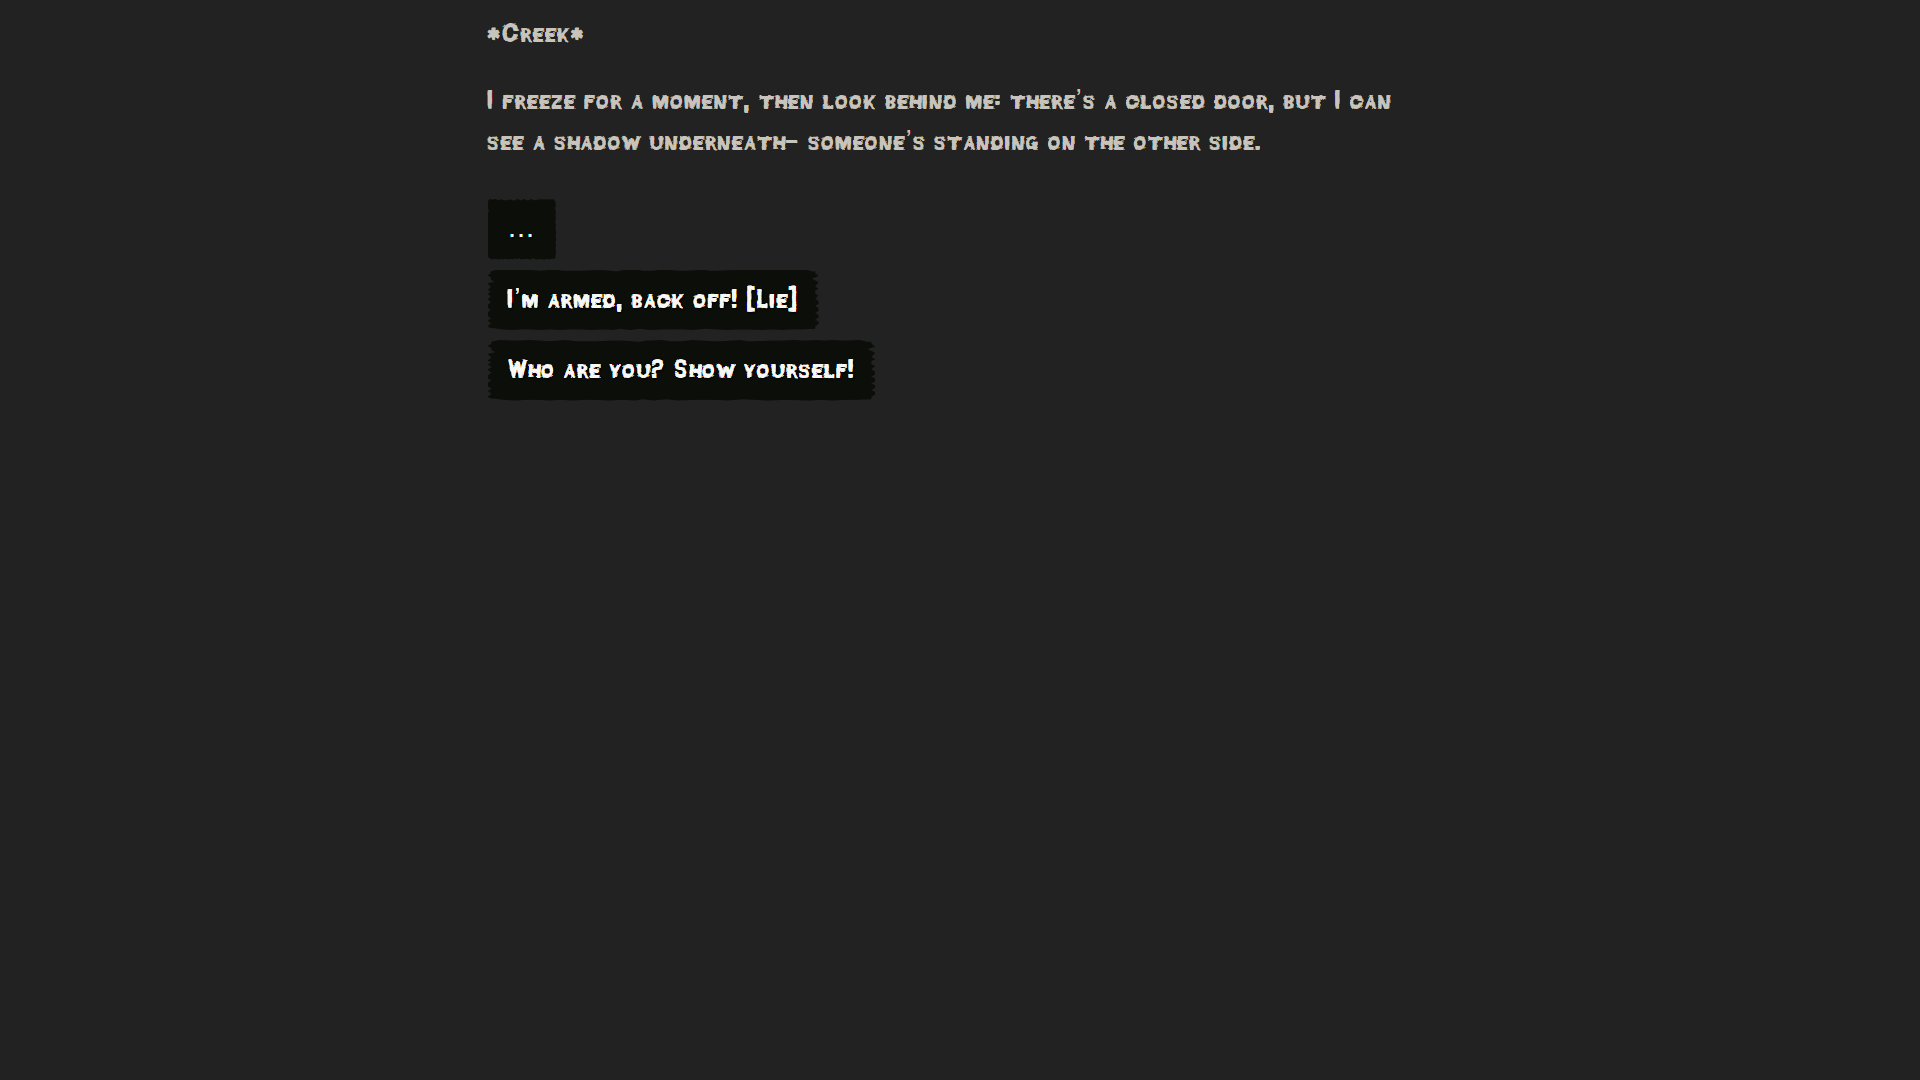 *Creek*
I freeze for a moment, then look behind me: there's a closed door, but I can
see a shadow underneath– someone's standing on the other side.
...
I'm armed, back off! [Lie]
Who are you? Show yourself!